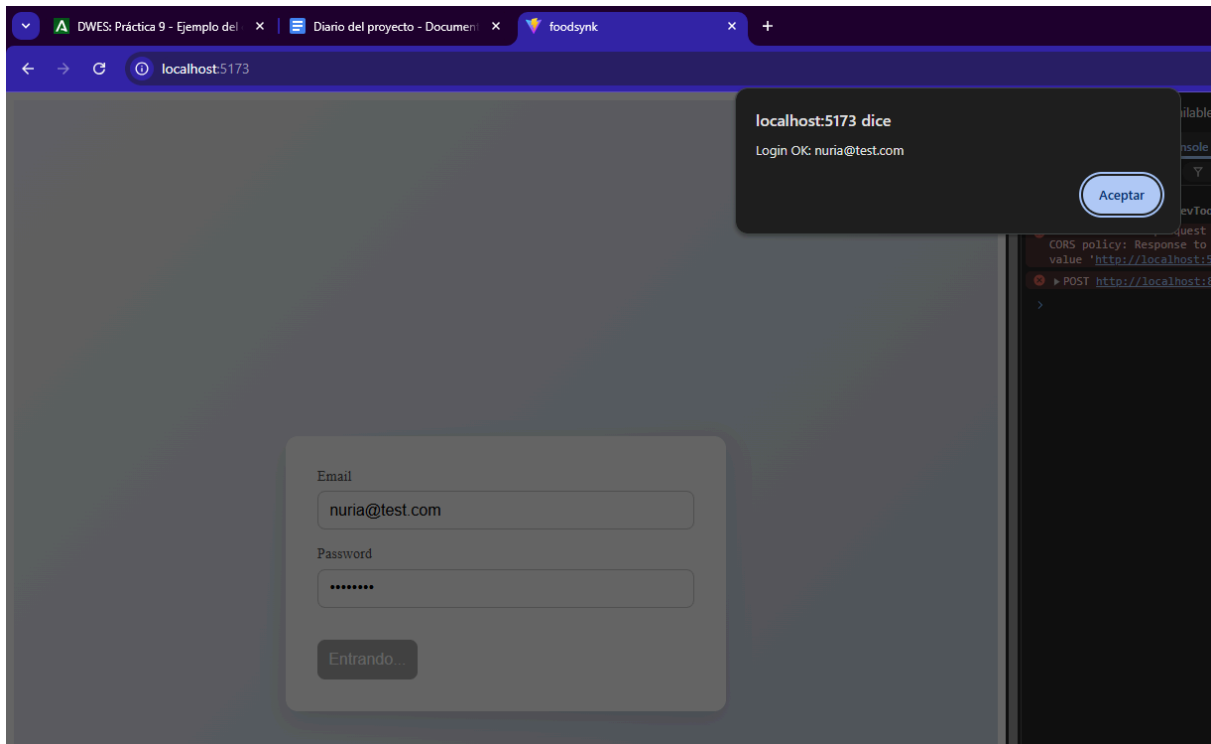 DWES: Práctica 9 - Ejemplo del
Diario del proyecto - Document
foodsynk
localhost:5173
localhost:5173 dice
Login OK: nuria@test.com
Aceptar
CORS policy: Response to
value 'http://localhost:5
POST http://localhost:8
Email
nuria@test.com
Password
••••••••
Entrando...